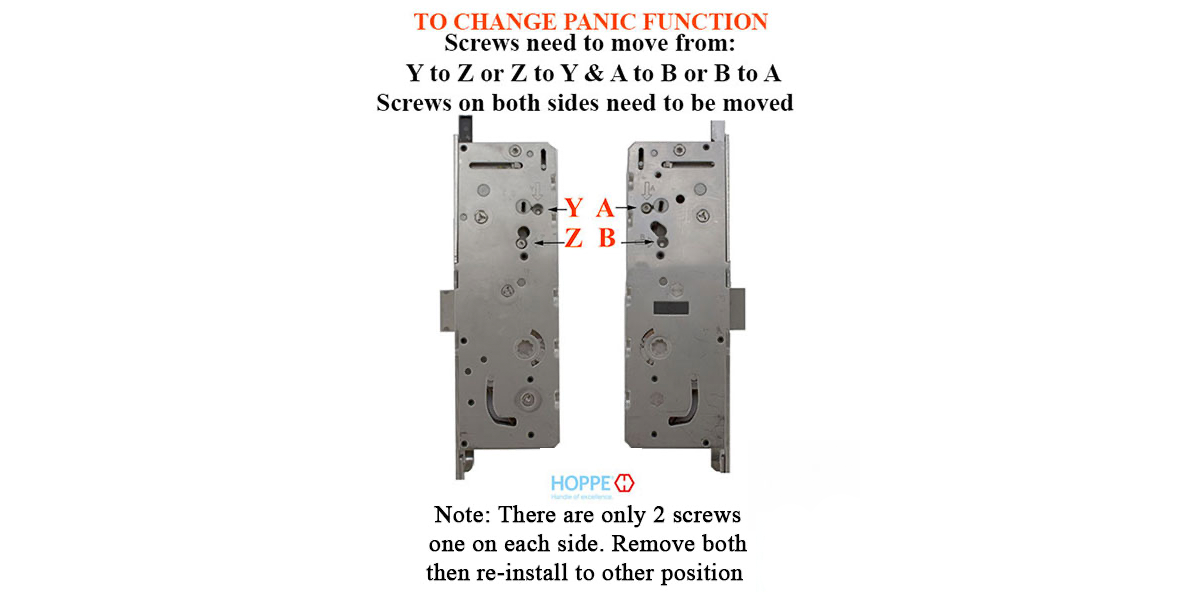 TO CHANGE PANIC FUNCTION
Screws need to move from:
Y to Z or Z to Y & A to B or B to A
Screws on both sides need to be moved
Y A
Z B
HOPPE
Handle of excellence.
Note: There are only 2 screws
one on each side. Remove both
then re-install to other position